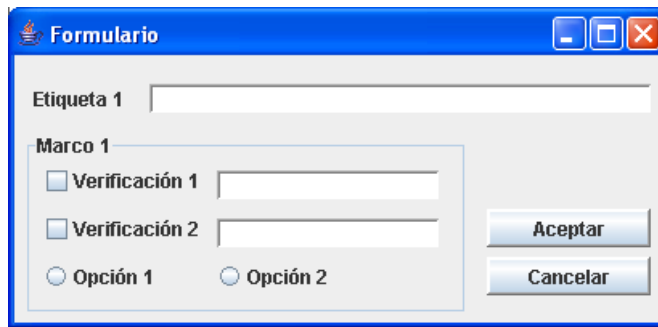 Formulario
Etiqueta 1
Marco 1
Verificación 1
Verificación 2
Aceptar
Opción 1 Opción 2
Cancelar